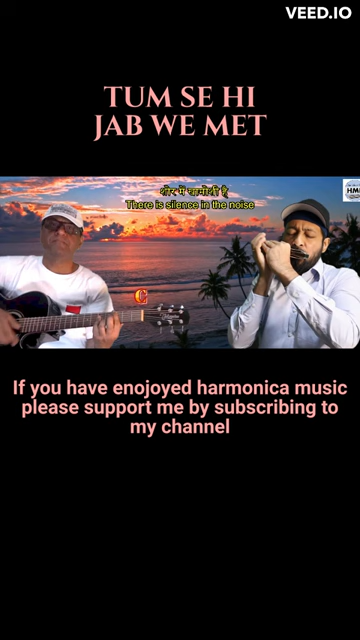 VEED.IO
TUM SE HI
JAB WE MET
शोर में खामोशी है
There is silence in the noise
HM
C
If you have enojoyed harmonica music
please support me by subscribing to
my channel